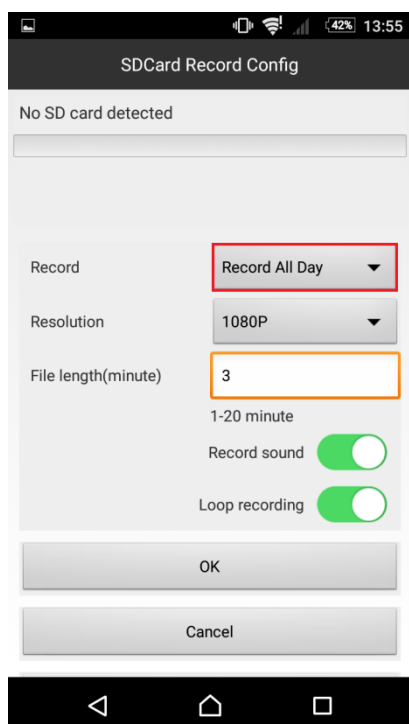 42% 13:55
SDCard Record Config
No SD card detected
Record Record All Day
Resolution 1080P
File length(minute) 3
1-20 minute
Record sound
Loop recording
OK
Cancel